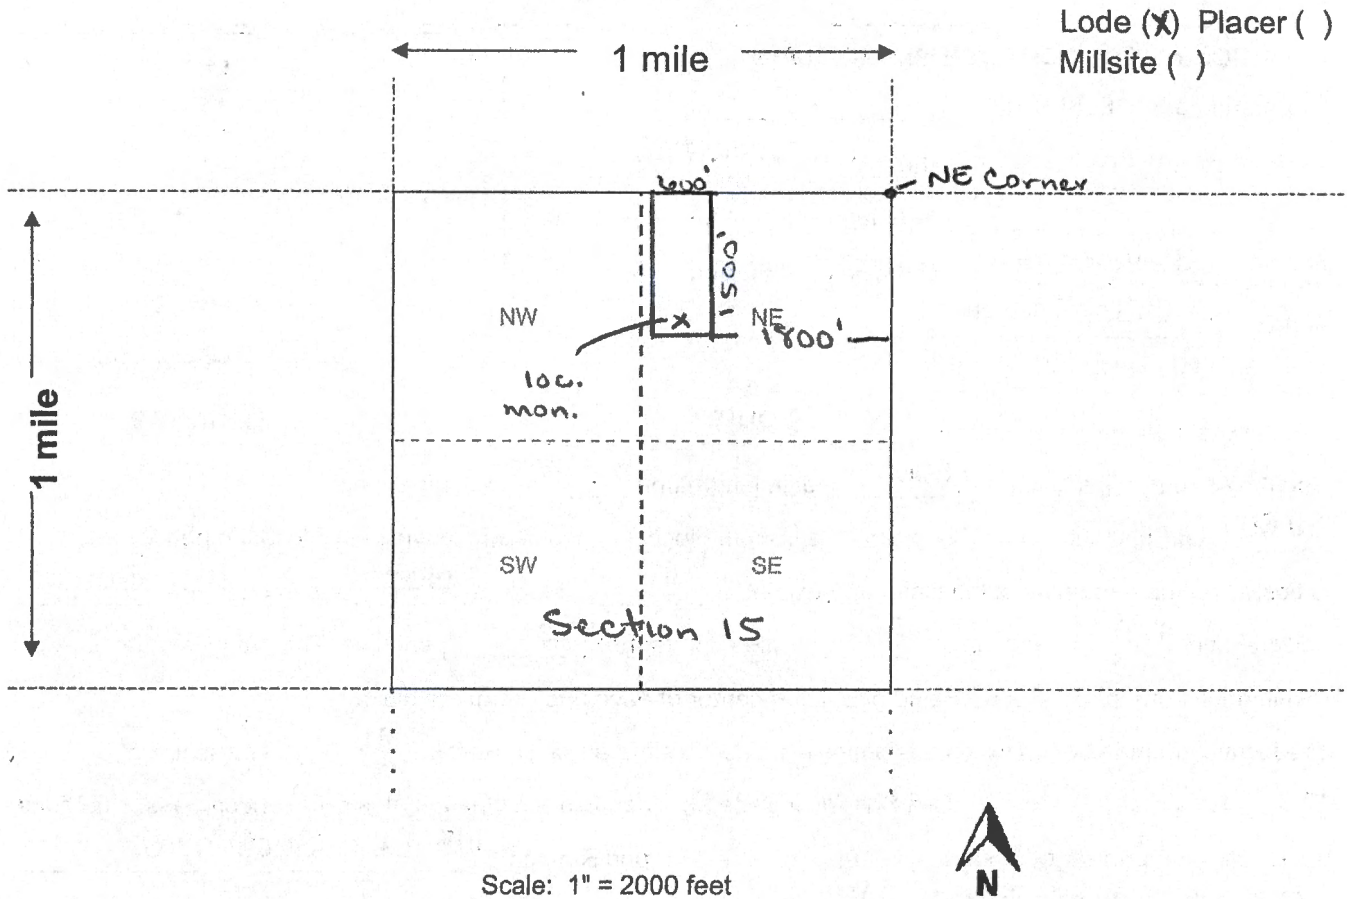 Lode (X) Placer ( )
Millsite ( )
1 mile
NE Corner
600'
1500'
NW
NE
1800'
loc.
mon.
1 mile
SW
SE
Section 15
N
Scale: 1" = 2000 feet